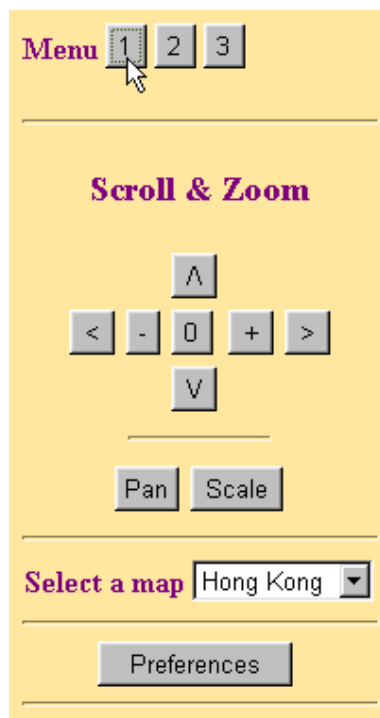 Menu 1 2 3
Scroll & Zoom
Λ
< - 0 + >
V
Pan Scale
Select a map Hong Kong
Preferences